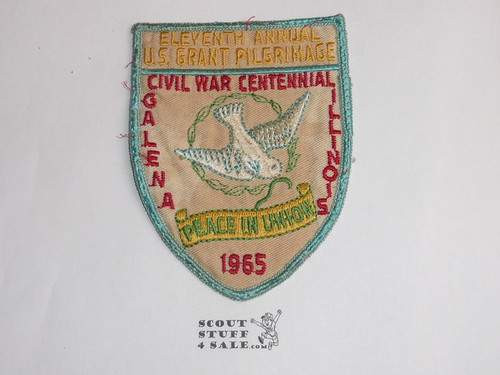 ELEVENTH ANNUAL
U.S. GRANT PILGRIMAGE
CIVIL WAR CENTENNIAL
GALENA
ILLINOIS
PEACE IN UNION
1965
SCOUT
STUFF
4 SALE.COM